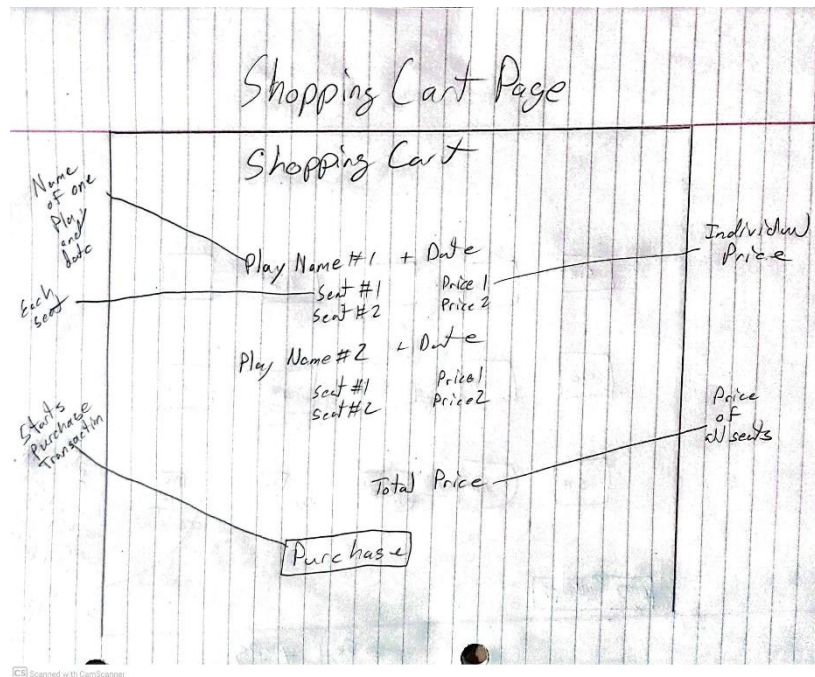 Shopping Cart Page
Shopping Cart
Name
of one
Play
and
date
Play Name #1 + Date
Individual
Price
Each
seat
Seat #1 Price 1
Seat #2 Price 2
Play Name #2 + Date
Seat #1 Price 1
Seat #2 Price 2
Starts
Purchase
Transactin
Price
of
all seats
Total Price
Purchase
CS Scanned with CamScanner